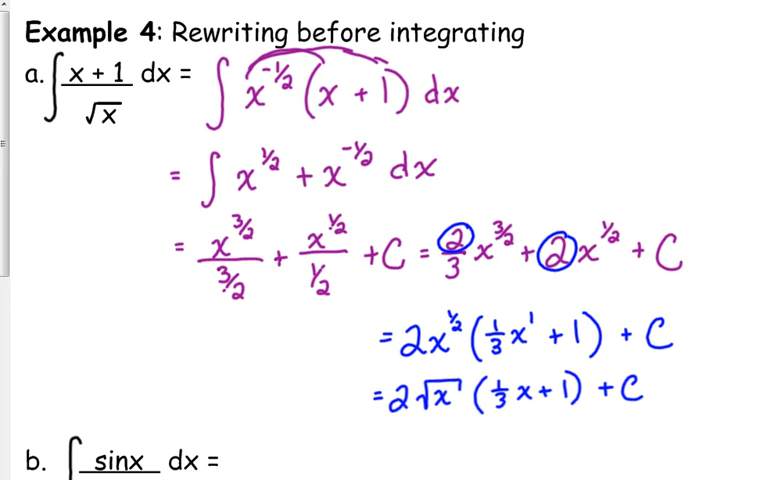 Example 4: Rewriting before integrating
a. ∫ (x + 1)/√x dx = ∫ x^(-1/2) (x + 1) dx
= ∫ x^(1/2) + x^(-1/2) dx
= x^(3/2)/(3/2) + x^(1/2)/(1/2) + C = 2/3 x^(3/2) + 2x^(1/2) + C
= 2x^(1/2) (1/3 x^1 + 1) + C
= 2√x (1/3 x + 1) + C
b. ∫ sinx dx =